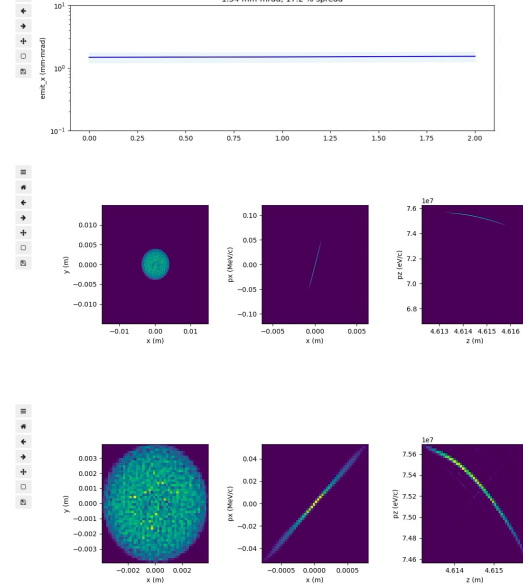 1.54 mm-mrad, 17.2 % spread
10¹
10⁰
10⁻¹
emit_x (mm-mrad)
0.00 0.25 0.50 0.75 1.00 1.25 1.50 1.75 2.00
0.010
0.005
0.000
−0.005
−0.010
y (m)
−0.01 0.00 0.01
x (m)
0.10
0.05
0.00
−0.05
−0.10
px (MeV/c)
−0.005 0.000 0.005
x (m)
1e7
7.6
7.4
7.2
7.0
6.8
pz (eV/c)
4.613 4.614 4.615 4.616
z (m)
0.003
0.002
0.001
0.000
−0.001
−0.002
−0.003
y (m)
−0.002 0.000 0.002
x (m)
0.04
0.02
0.00
−0.02
−0.04
px (MeV/c)
−0.0005 0.0000 0.0005
x (m)
1e7
7.56
7.54
7.52
7.50
7.48
7.46
pz (eV/c)
4.614 4.615
z (m)